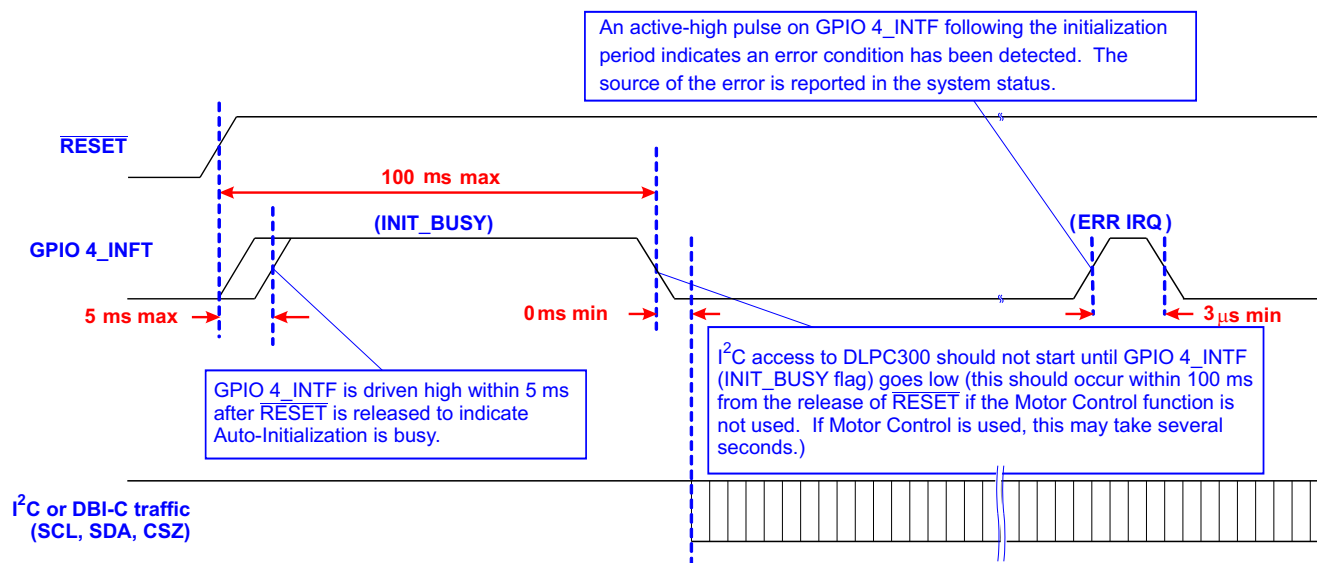 An active-high pulse on GPIO 4_INTF following the initialization
period indicates an error condition has been detected. The
source of the error is reported in the system status.
RESET
100 ms max
(INIT_BUSY)
(ERR IRQ)
GPIO 4_INFT
5 ms max
0 ms min
3 µs min
GPIO 4_INTF is driven high within 5 ms
after RESET is released to indicate
Auto-Initialization is busy.
I²C access to DLPC300 should not start until GPIO 4_INTF
(INIT_BUSY flag) goes low (this should occur within 100 ms
from the release of RESET if the Motor Control function is
not used. If Motor Control is used, this may take several
seconds.)
I²C or DBI-C traffic
(SCL, SDA, CSZ)